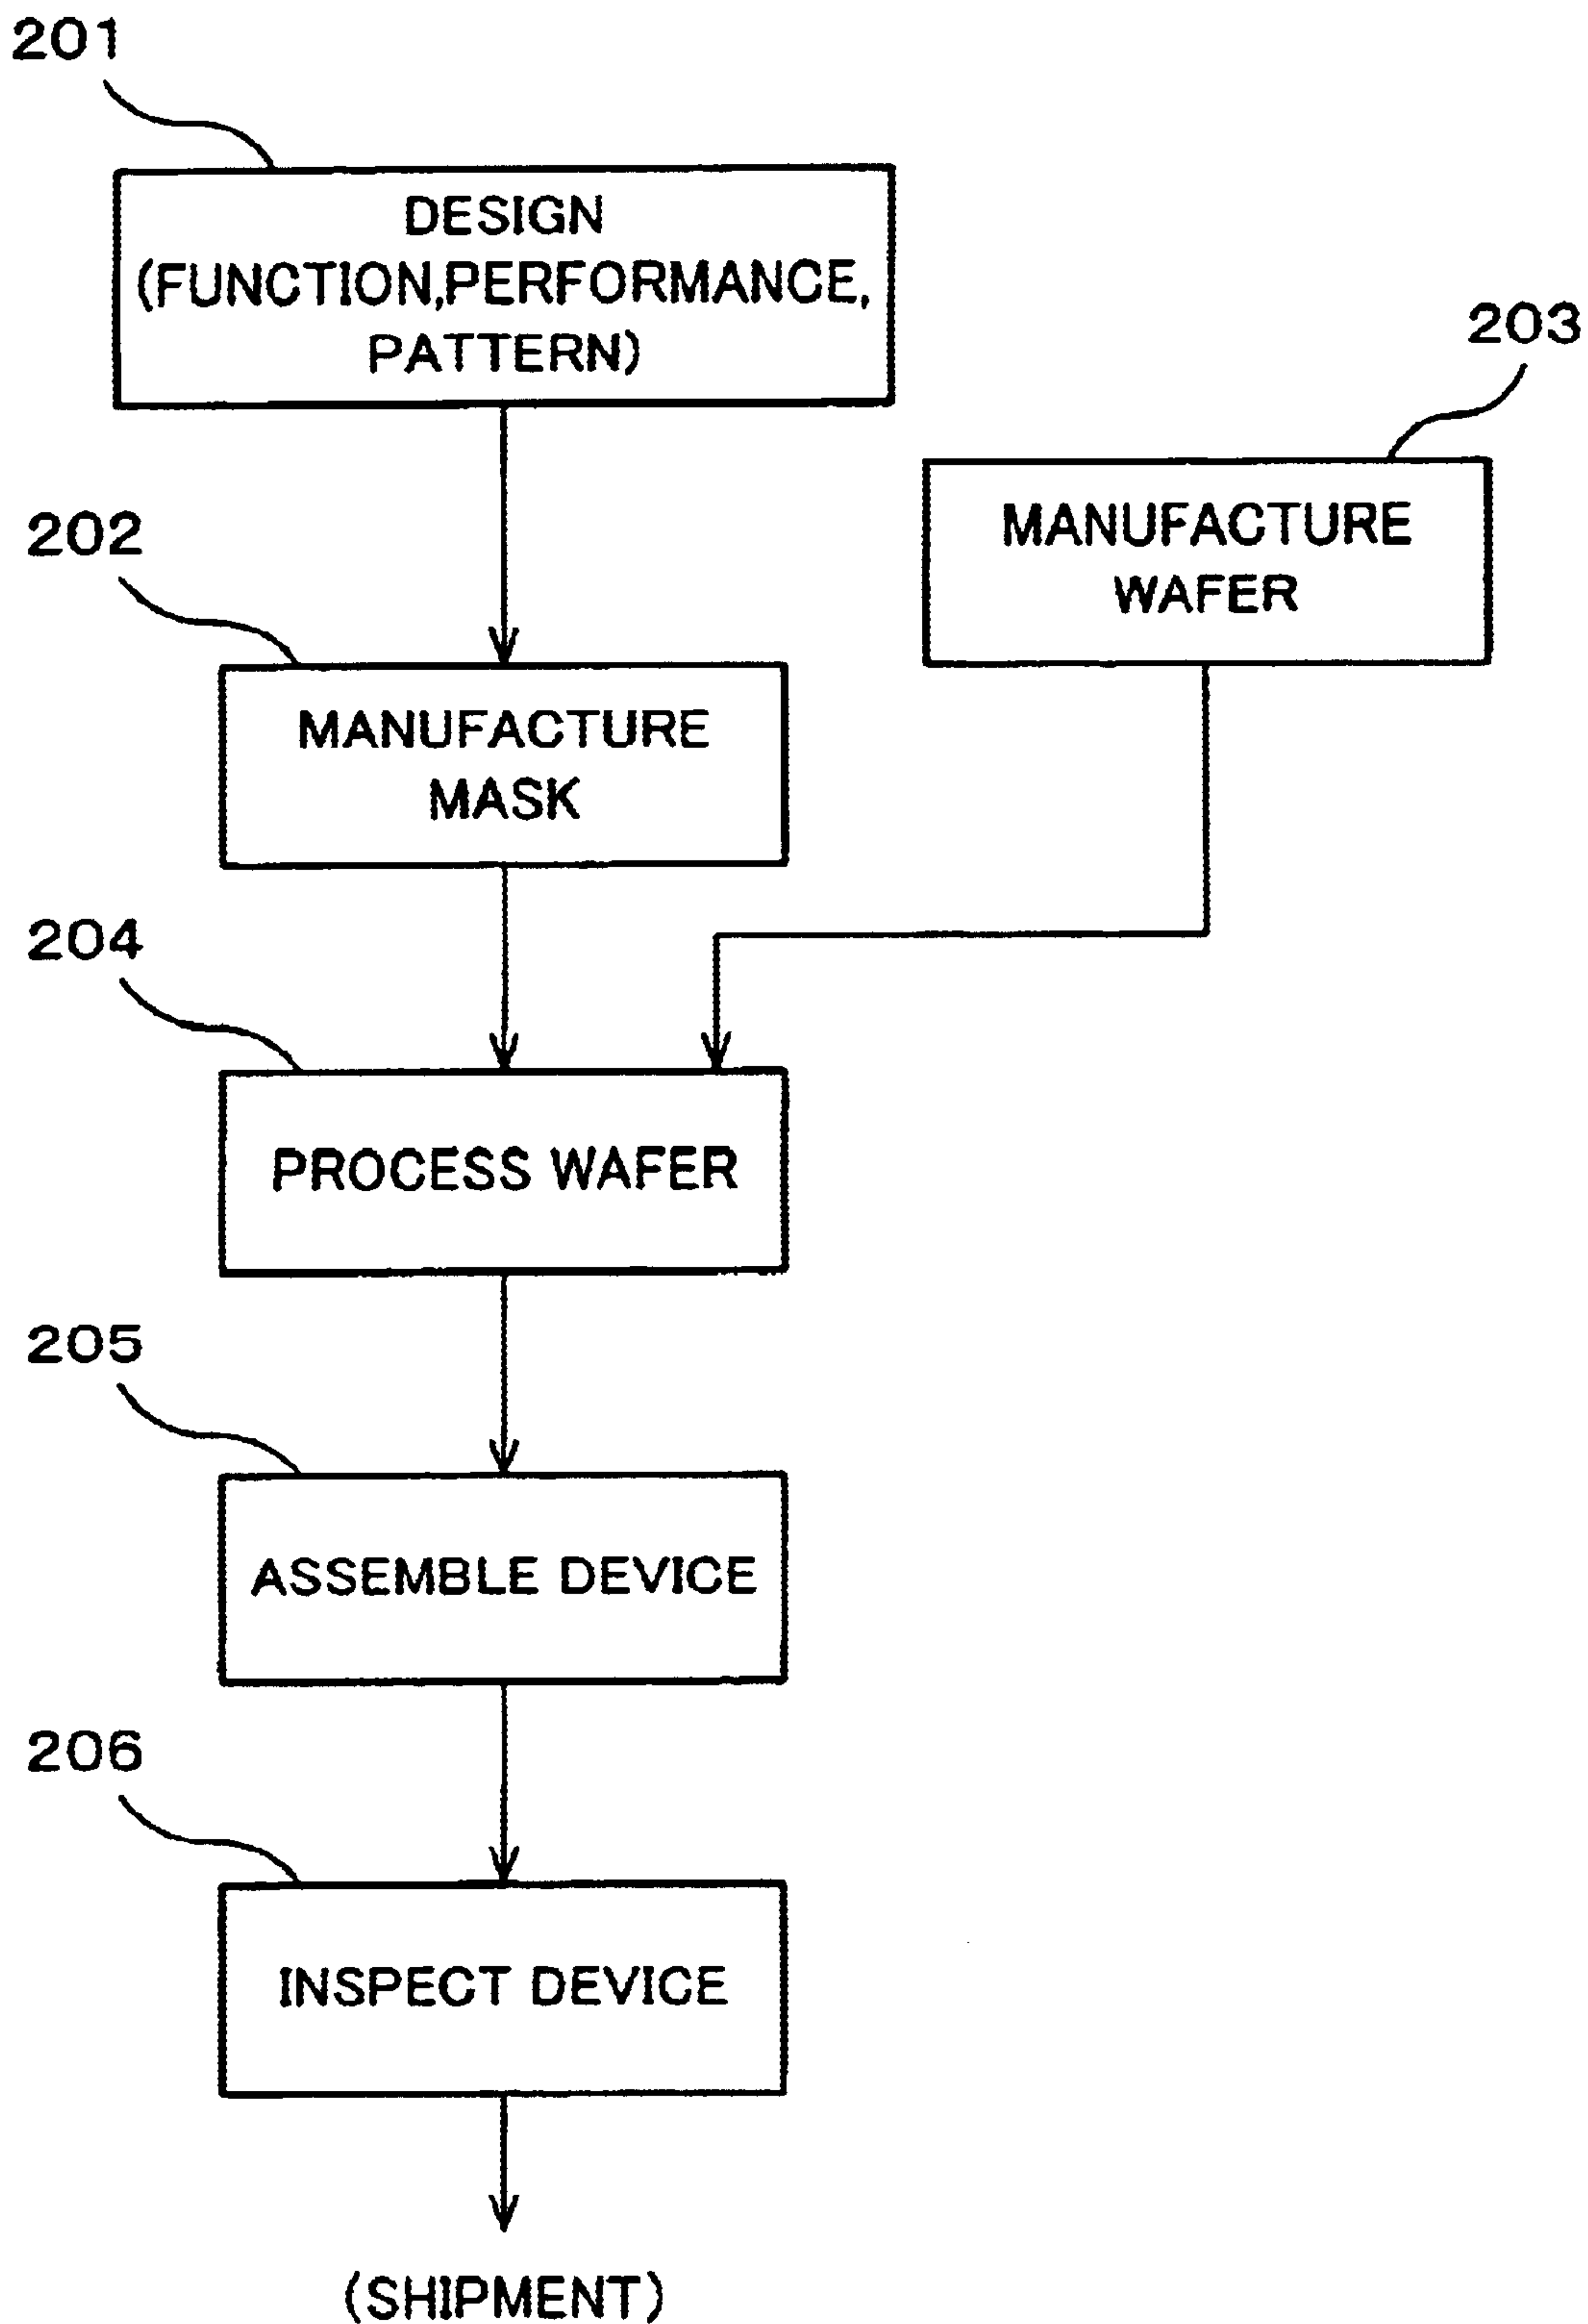 201
DESIGN
(FUNCTION,PERFORMANCE,
PATTERN)
203
MANUFACTURE
WAFER
202
MANUFACTURE
MASK
204
PROCESS WAFER
205
ASSEMBLE DEVICE
206
INSPECT DEVICE
(SHIPMENT)